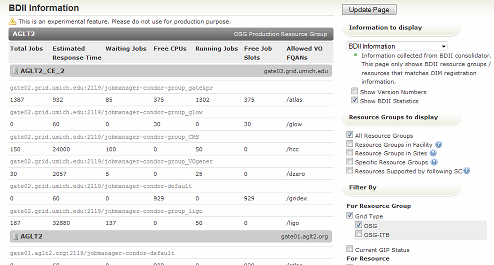 BDII Information
This is an experimental feature. Please do not use for production purpose.
AGLT2 OSG Production Resource Group
Total Jobs Estimated Response Time Waiting Jobs Free CPUs Running Jobs Free Job Slots Allowed VO FQANs
AGLT2_CE_2 gate02.grid.umich.edu
gate02.grid.umich.edu:2119/jobmanager-condor-group_gatekpr
1387 932 85 375 1302 375 /atlas
gate02.grid.umich.edu:2119/jobmanager-condor-group_glow
0 60 0 30 0 30 /glow
gate02.grid.umich.edu:2119/jobmanager-condor-group_CMS
150 24000 100 0 50 0 /hcc
gate02.grid.umich.edu:2119/jobmanager-condor-group_VOgener
30 2057 5 0 25 0 /dzero
gate02.grid.umich.edu:2119/jobmanager-condor-default
0 60 0 929 0 929 /gridex
gate02.grid.umich.edu:2119/jobmanager-condor-group_ligo
187 32880 137 0 50 0 /ligo
AGLT2 gate01.aglt2.org
gate01.aglt2.org:2119/jobmanager-condor-default
Update Page
Information to display
BDII Information
Information collected from BDII consolidator.
This page only shows BDII resource groups /
resources that matches OIM registration
information.
Show Version Numbers
Show BDII Statistics
Resource Groups to display
All Resource Groups
Resource Groups in Facility
Resource Groups in Sites
Specific Resource Groups
Resources Supported by following SC
Filter By
For Resource Group
Grid Type
OSG
OSG-ITB
Current GIP Status
For Resource